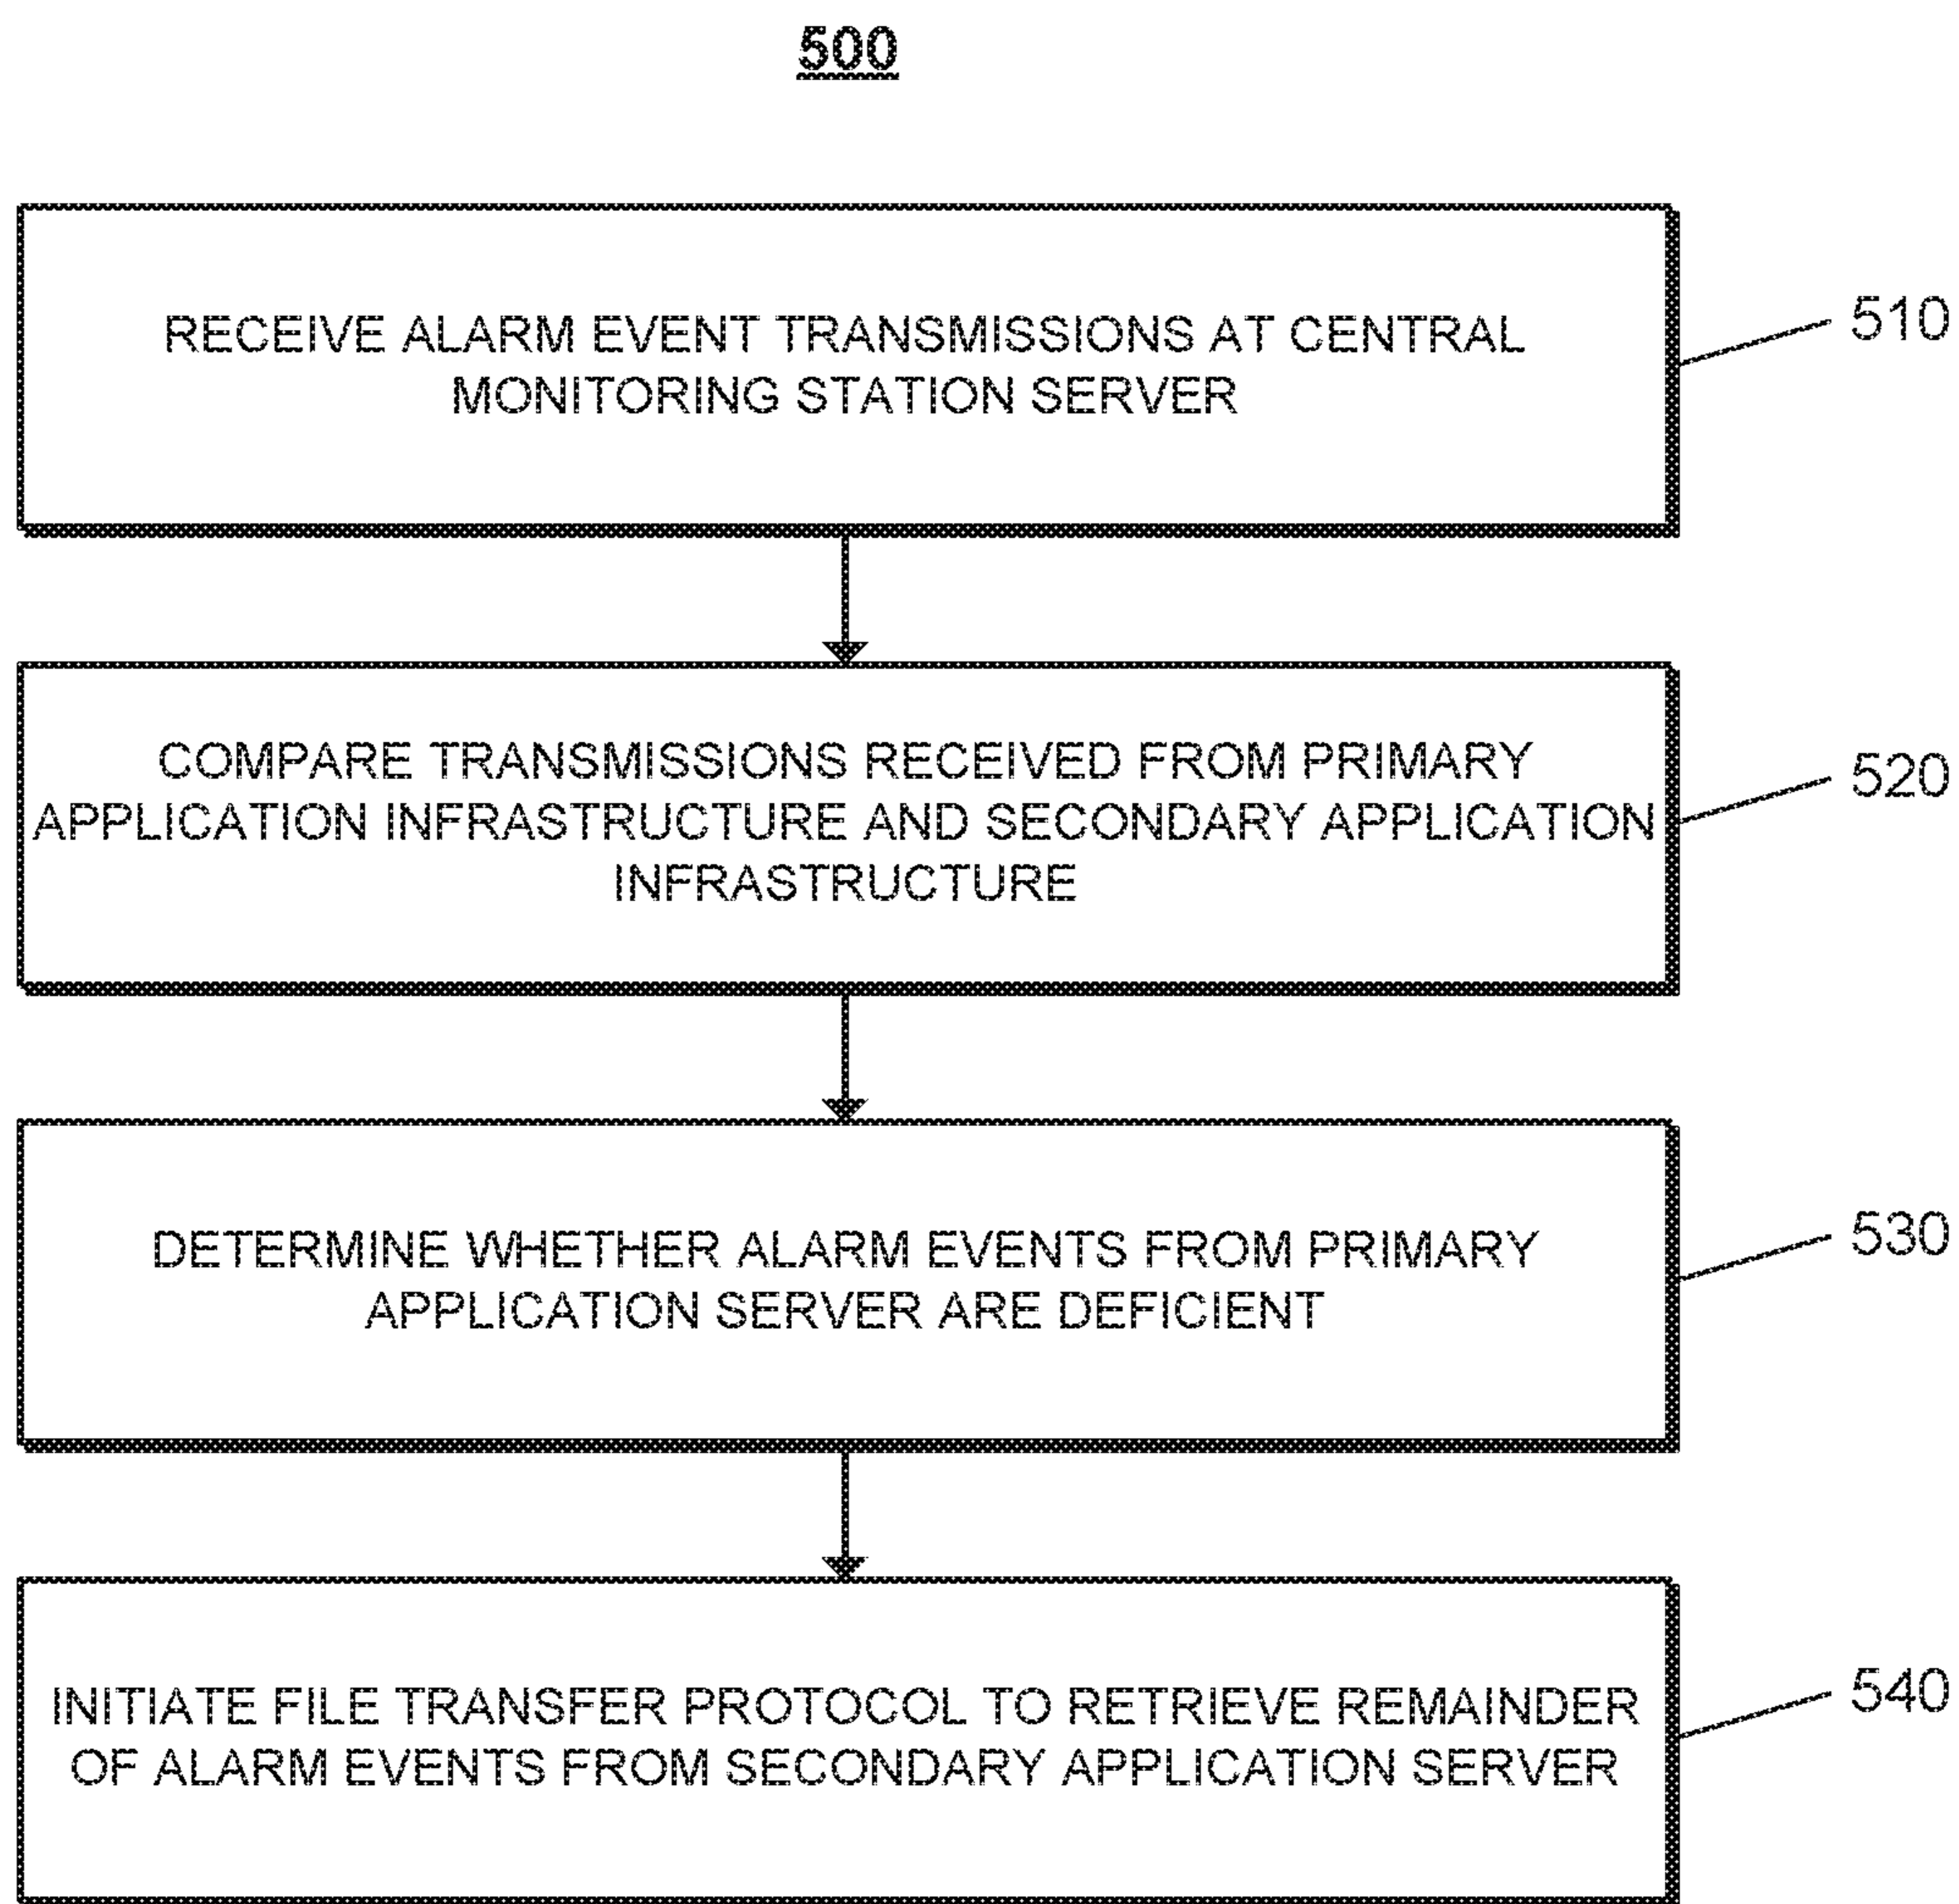 500
RECEIVE ALARM EVENT TRANSMISSIONS AT CENTRAL
MONITORING STATION SERVER
510
COMPARE TRANSMISSIONS RECEIVED FROM PRIMARY
APPLICATION INFRASTRUCTURE AND SECONDARY APPLICATION
INFRASTRUCTURE
520
DETERMINE WHETHER ALARM EVENTS FROM PRIMARY
APPLICATION SERVER ARE DEFICIENT
530
INITIATE FILE TRANSFER PROTOCOL TO RETRIEVE REMAINDER
OF ALARM EVENTS FROM SECONDARY APPLICATION SERVER
540